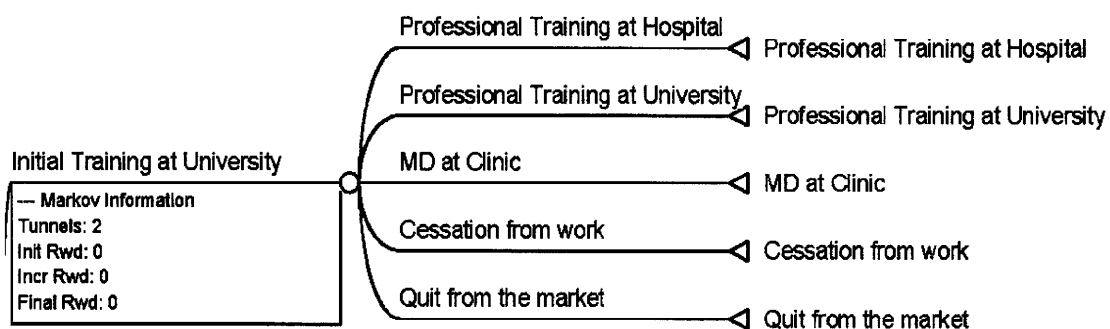 Professional Training at Hospital
Professional Training at Hospital
Professional Training at University
Professional Training at University
Initial Training at University
MD at Clinic
MD at Clinic
--- Markov Information
Tunnels: 2
Init Rwd: 0
Incr Rwd: 0
Final Rwd: 0
Cessation from work
Cessation from work
Quit from the market
Quit from the market